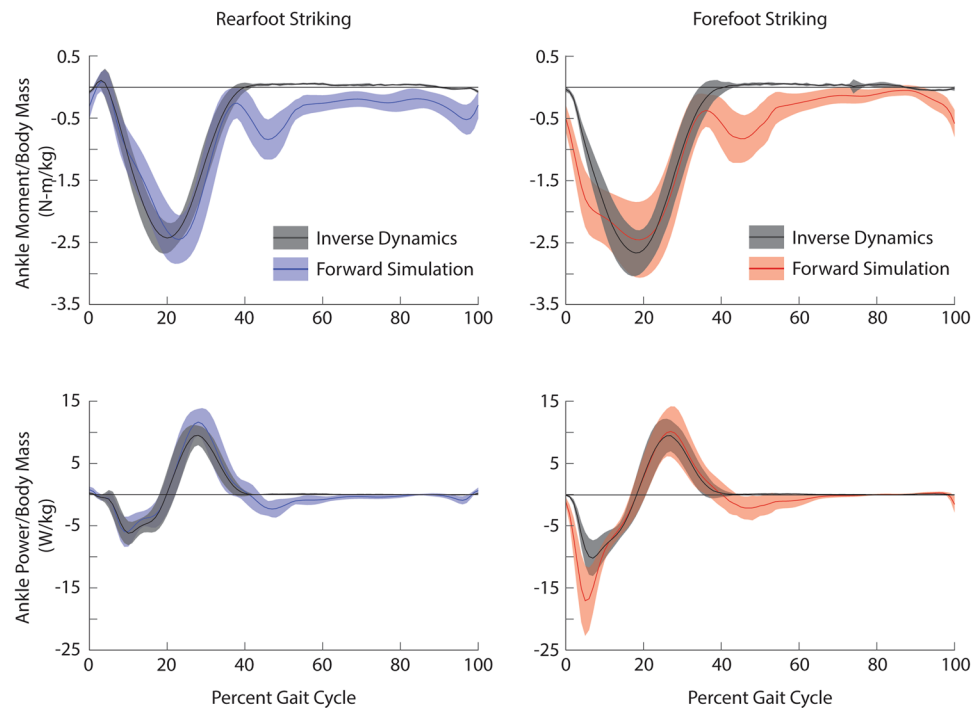 Rearfoot Striking
Forefoot Striking
Ankle Moment/Body Mass
(N-m/kg)
0.5
-0.5
-1.5
-2.5
-3.5
0 20 40 60 80 100
Inverse Dynamics
Forward Simulation
0.5
-0.5
-1.5
-2.5
-3.5
0 20 40 60 80 100
Inverse Dynamics
Forward Simulation
Ankle Power/Body Mass
(W/kg)
15
5
-5
-15
-25
0 20 40 60 80 100
Percent Gait Cycle
15
5
-5
-15
-25
0 20 40 60 80 100
Percent Gait Cycle